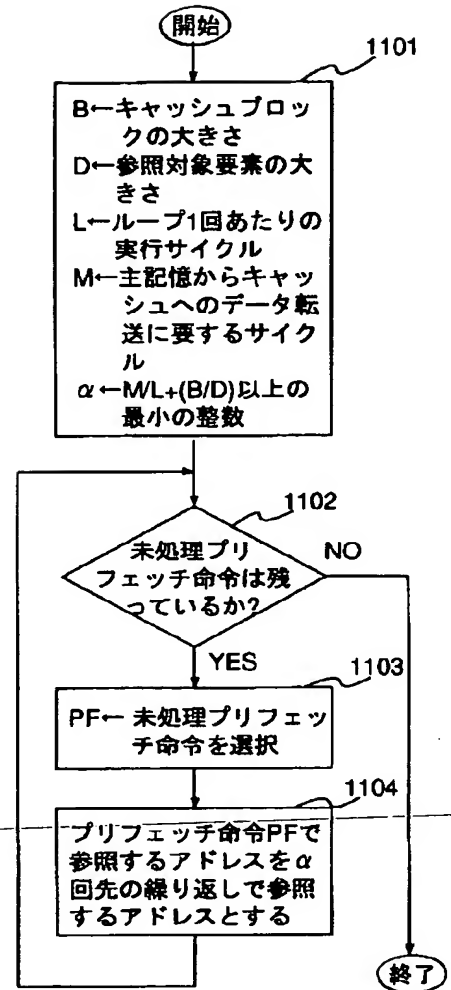 開始
1101
B←キャッシュブロッ
クの大きさ
D←参照対象要素の大
きさ
L←ループ1回あたりの
実行サイクル
M←主記憶からキャッ
シュへのデータ転
送に要するサイク
ル
α←M/L+(B/D)以上の
最小の整数
1102
未処理プリ
フェッチ命令は残
っているか?
NO
YES
1103
PF← 未処理プリフェッ
チ命令を選択
1104
プリフェッチ命令PFで
参照するアドレスをα
回先の繰り返しで参照
するアドレスとする
終了